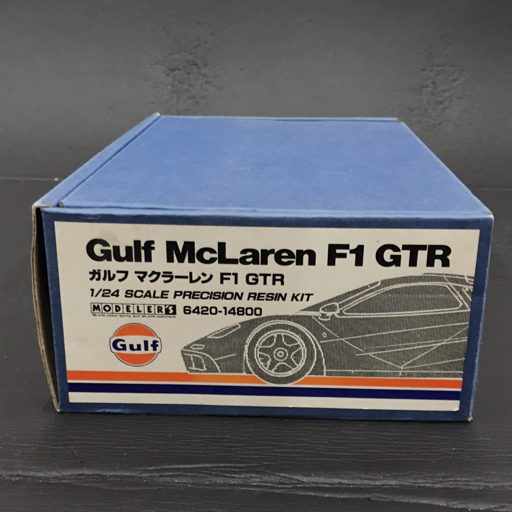 Gulf McLaren F1 GTR
ガルフ マクラーレン F1 GTR
1/24 SCALE PRECISION RESIN KIT
MODELER'S 6420-14800
Gulf